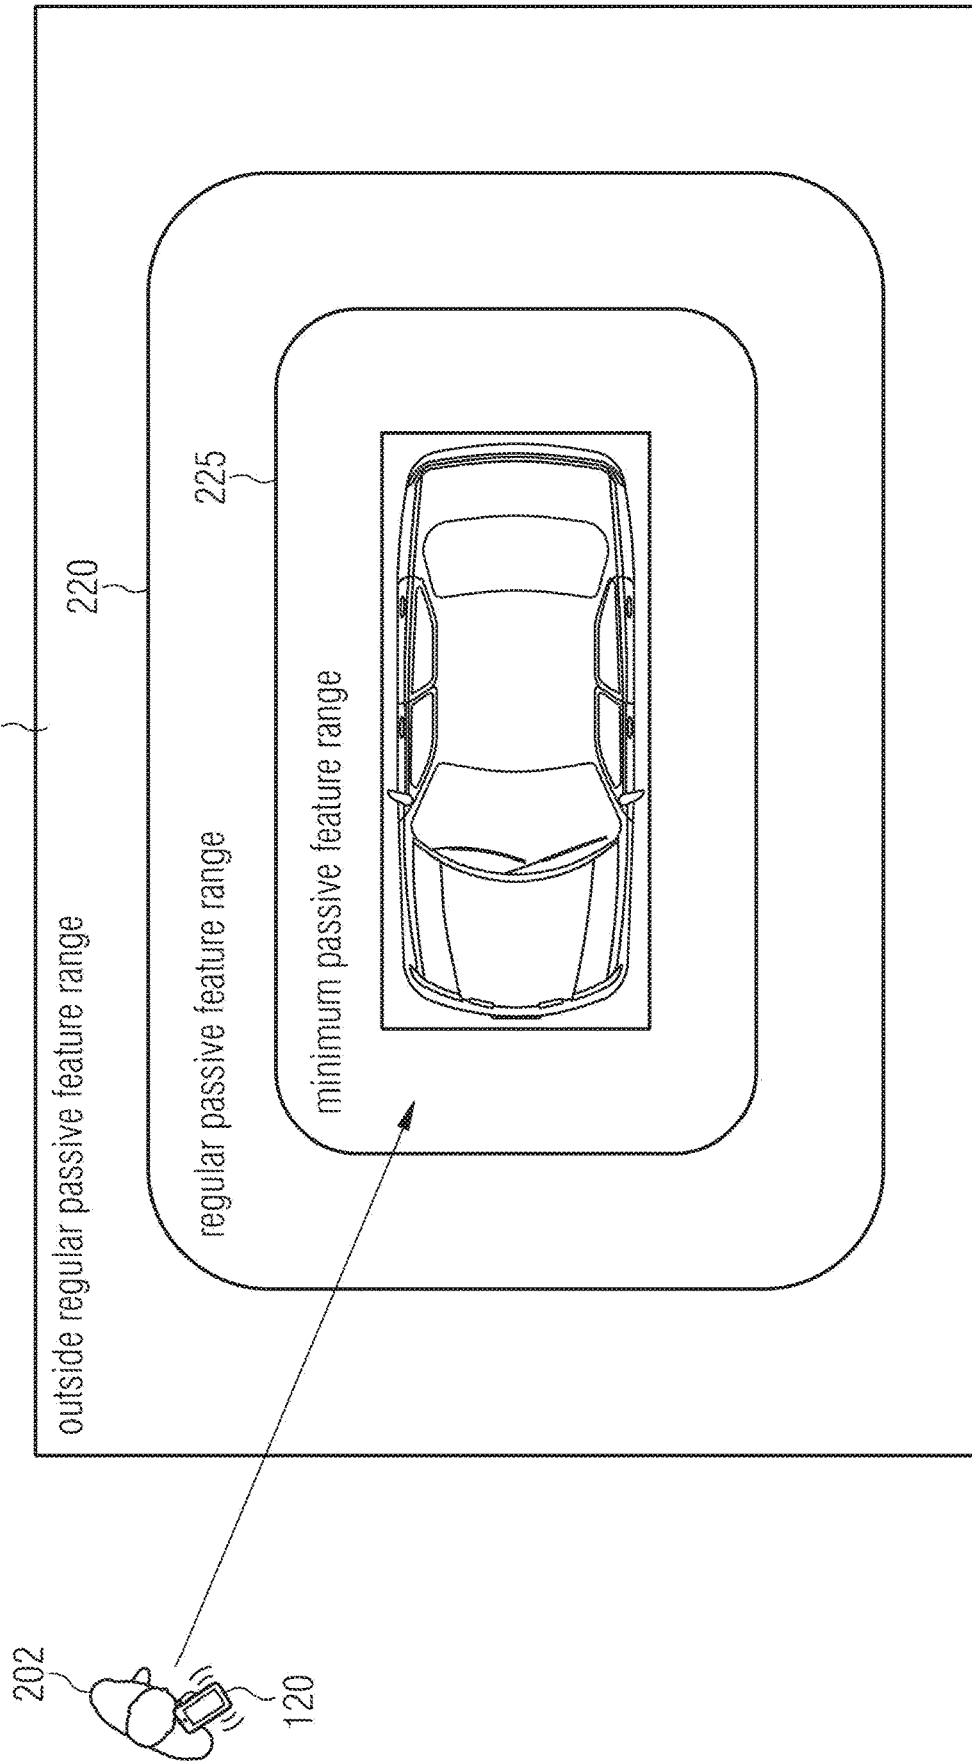 202
120
outside regular passive feature range
220
regular passive feature range
225
minimum passive feature range